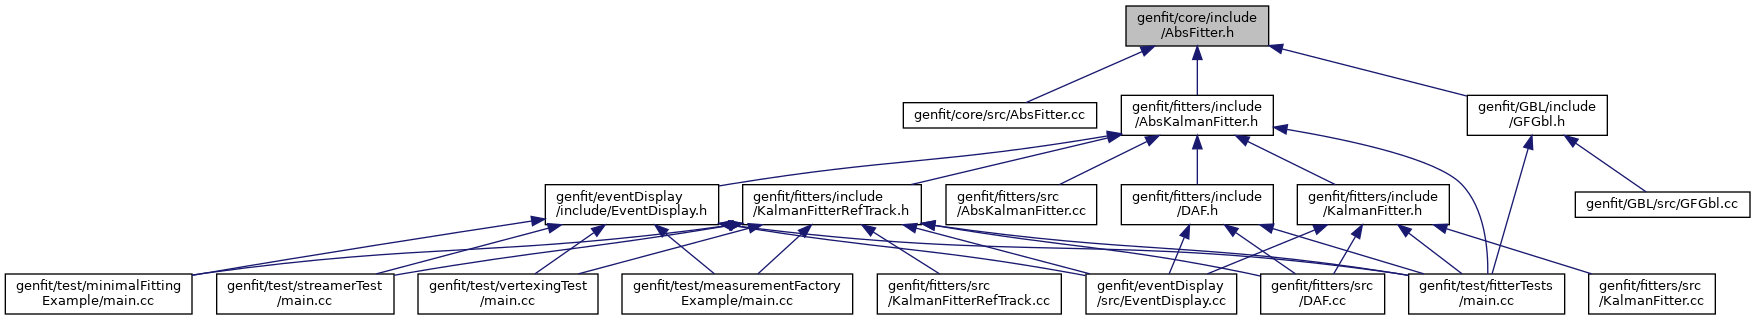 genfit/core/include
/AbsFitter.h
genfit/core/src/AbsFitter.cc
genfit/fitters/include
/AbsKalmanFitter.h
genfit/GBL/include
/GFGbl.h
genfit/eventDisplay
/include/EventDisplay.h
genfit/fitters/include
/KalmanFitterRefTrack.h
genfit/fitters/src
/AbsKalmanFitter.cc
genfit/fitters/include
/DAF.h
genfit/fitters/include
/KalmanFitter.h
genfit/GBL/src/GFGbl.cc
genfit/test/minimalFitting
Example/main.cc
genfit/test/streamerTest
/main.cc
genfit/test/vertexingTest
/main.cc
genfit/test/measurementFactory
Example/main.cc
genfit/fitters/src
/KalmanFitterRefTrack.cc
genfit/eventDisplay
/src/EventDisplay.cc
genfit/fitters/src
/DAF.cc
genfit/test/fitterTests
/main.cc
genfit/fitters/src
/KalmanFitter.cc